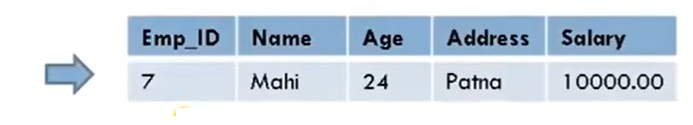 Emp_ID Name Age Address Salary
7 Mahi 24 Patna 10000.00